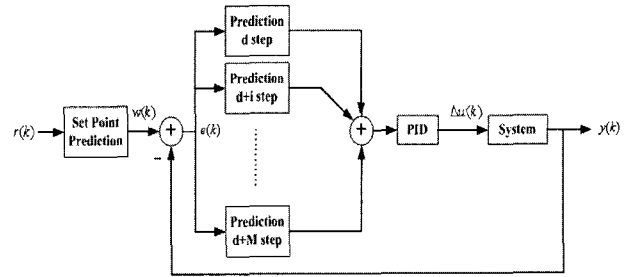 Prediction
d step
Prediction
d+i step
r(k)
Set Point
Prediction
w(k)
+
-
e(k)
+
PID
Δu(k)
System
y(k)
Prediction
d+M step